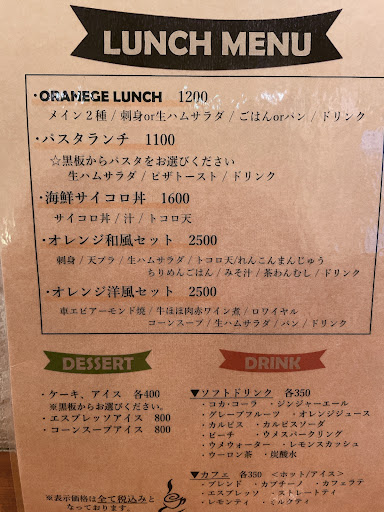 LUNCH MENU
・ORAHEGE LUNCH 1200
メイン２種 / 刺身or生ハムサラダ / ごはんorパン / ドリンク
・パスタランチ 1100
☆黒板からパスタをお選びください
生ハムサラダ / ピザトースト / ドリンク
・海鮮サイコロ丼 1600
サイコロ丼 / 汁 / トコロ天
・オレンジ和風セット 2500
刺身 / 天プラ / 生ハムサラダ / トコロ天/れんこんまんじゅう
ちりめんごはん / みそ汁 / 茶わんむし / ドリンク
・オレンジ洋風セット 2500
車エビアーモンド焼 / 牛ほほ肉赤ワイン煮 / ロワイヤル
コーンスープ / 生ハムサラダ / パン / ドリンク
DESSERT
・ケーキ、アイス 各400
※黒板からお選びください。
・エスプレッソアイス 800
・コーンスープアイス 800
※表示価格は全て税込みと
なっております。
DRINK
▼ソフトドリンク 各350
・コカ・コーラ ・ジンジャーエール
・グレープフルーツ ・オレンジジュース
・カルピス ・カルピスソーダ
・ピーチ ・ウメスパークリング
・ウメウォーター ・レモンスカッシュ
・ウーロン茶 ・炭酸水
▼カフェ 各350 <ホット/アイス>
・ブレンド ・カプチーノ ・カフェラテ
・エスプレッソ ・ストレートティ
・レモンティ ・ミルクティ